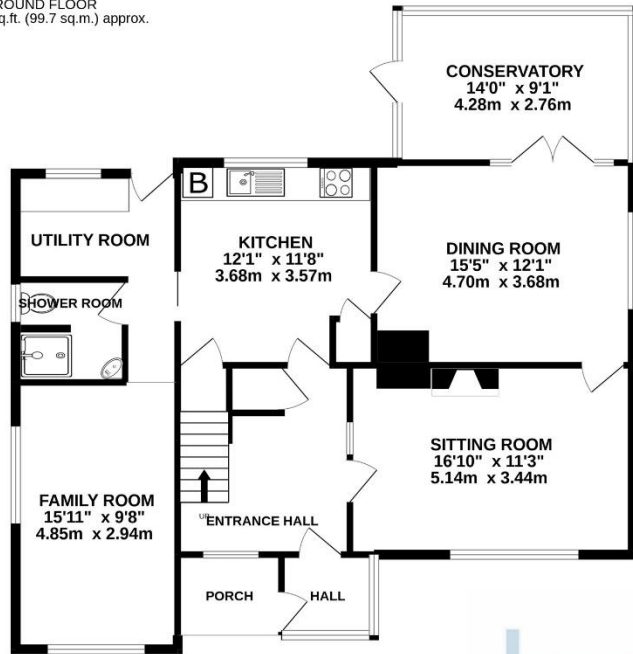 ROUND FLOOR
q.ft. (99.7 sq.m.) approx.
CONSERVATORY
14'0" x 9'1"
4.28m x 2.76m
B
UTILITY ROOM
KITCHEN
12'1" x 11'8"
3.68m x 3.57m
DINING ROOM
15'5" x 12'1"
4.70m x 3.68m
SHOWER ROOM
SITTING ROOM
16'10" x 11'3"
5.14m x 3.44m
FAMILY ROOM
15'11" x 9'8"
4.85m x 2.94m
UP
ENTRANCE HALL
PORCH
HALL